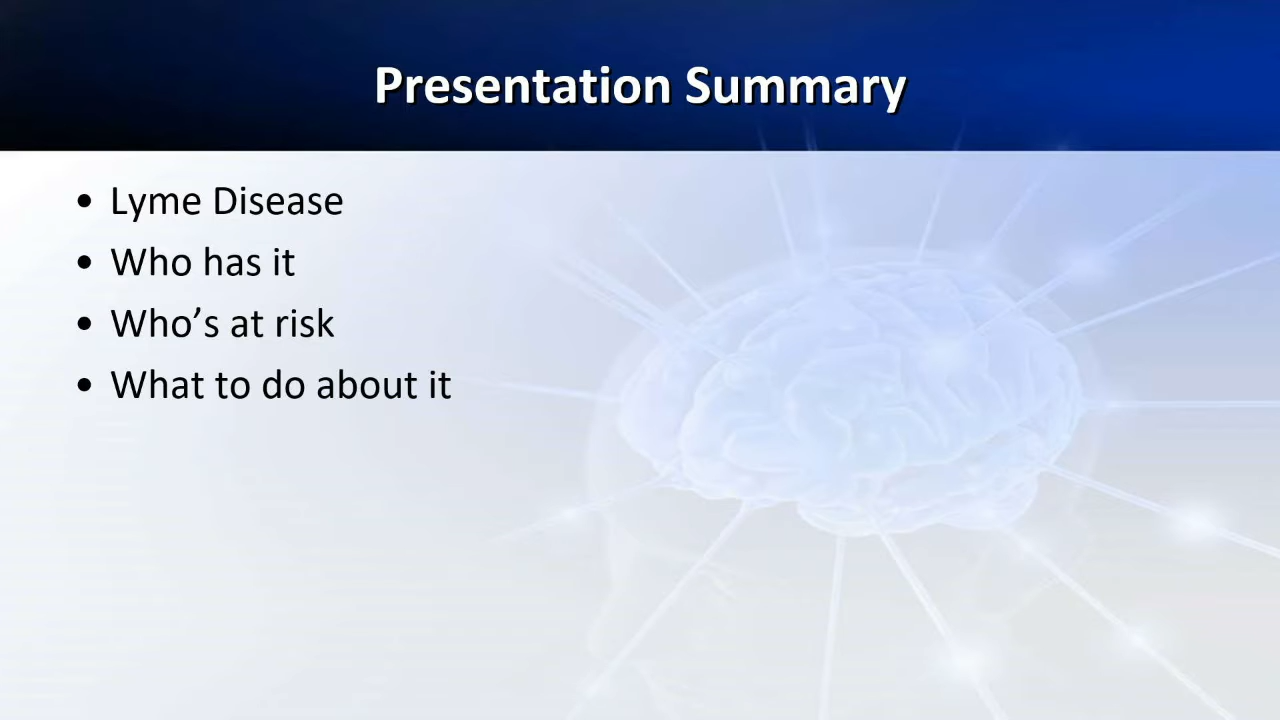 Presentation Summary
• Lyme Disease
• Who has it
• Who’s at risk
• What to do about it